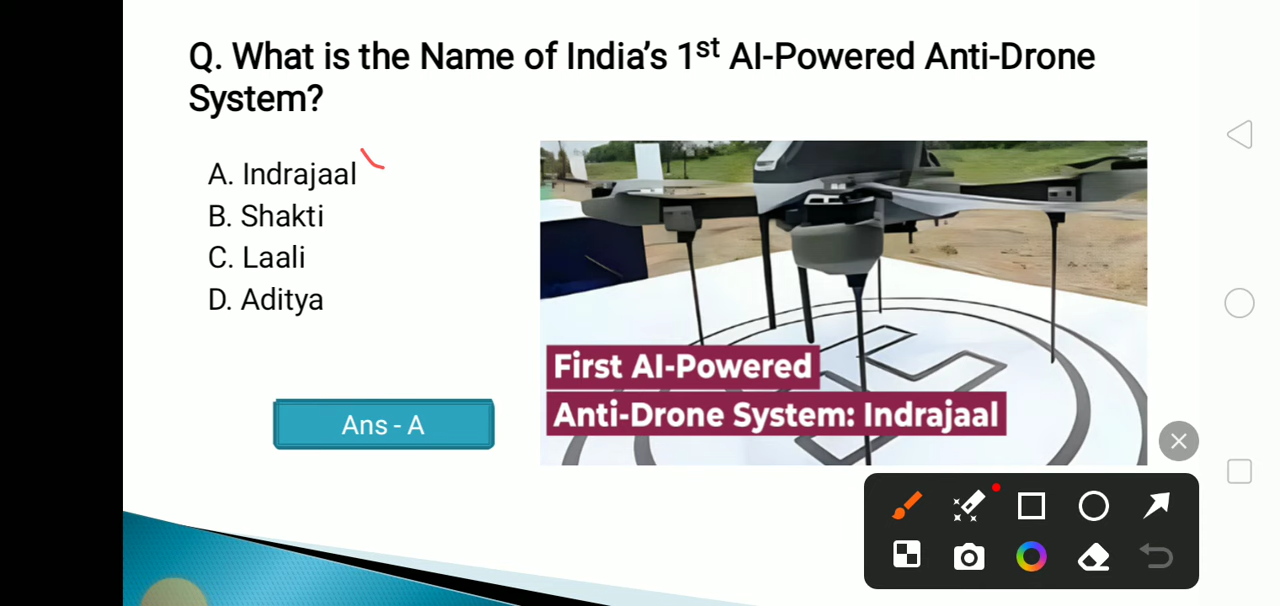 Q. What is the Name of India’s 1st AI-Powered Anti-Drone
System?
A. Indrajaal
B. Shakti
C. Laali
D. Aditya
Ans - A
First AI-Powered
Anti-Drone System: Indrajaal